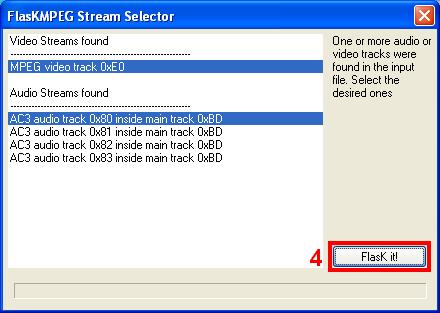 FlasKMPEG Stream Selector
Video Streams found
------------------------------------------------------------
MPEG video track 0xE0
Audio Streams found
------------------------------------------------------------
AC3 audio track 0x80 inside main track 0xBD
AC3 audio track 0x81 inside main track 0xBD
AC3 audio track 0x82 inside main track 0xBD
AC3 audio track 0x83 inside main track 0xBD
One or more audio or
video tracks were
found in the input
file. Select the
desired ones
4
FlasK it!